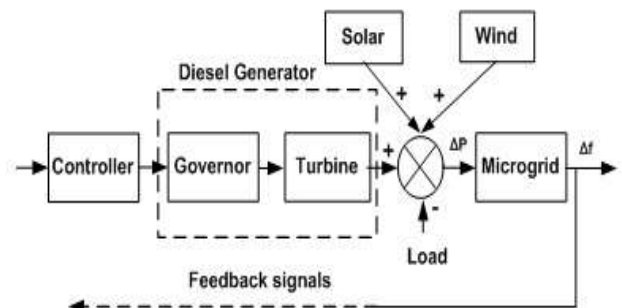 Solar
Wind
Diesel Generator
+
+
Controller
Governor
Turbine
+
ΔP
Microgrid
Δf
-
Load
Feedback signals